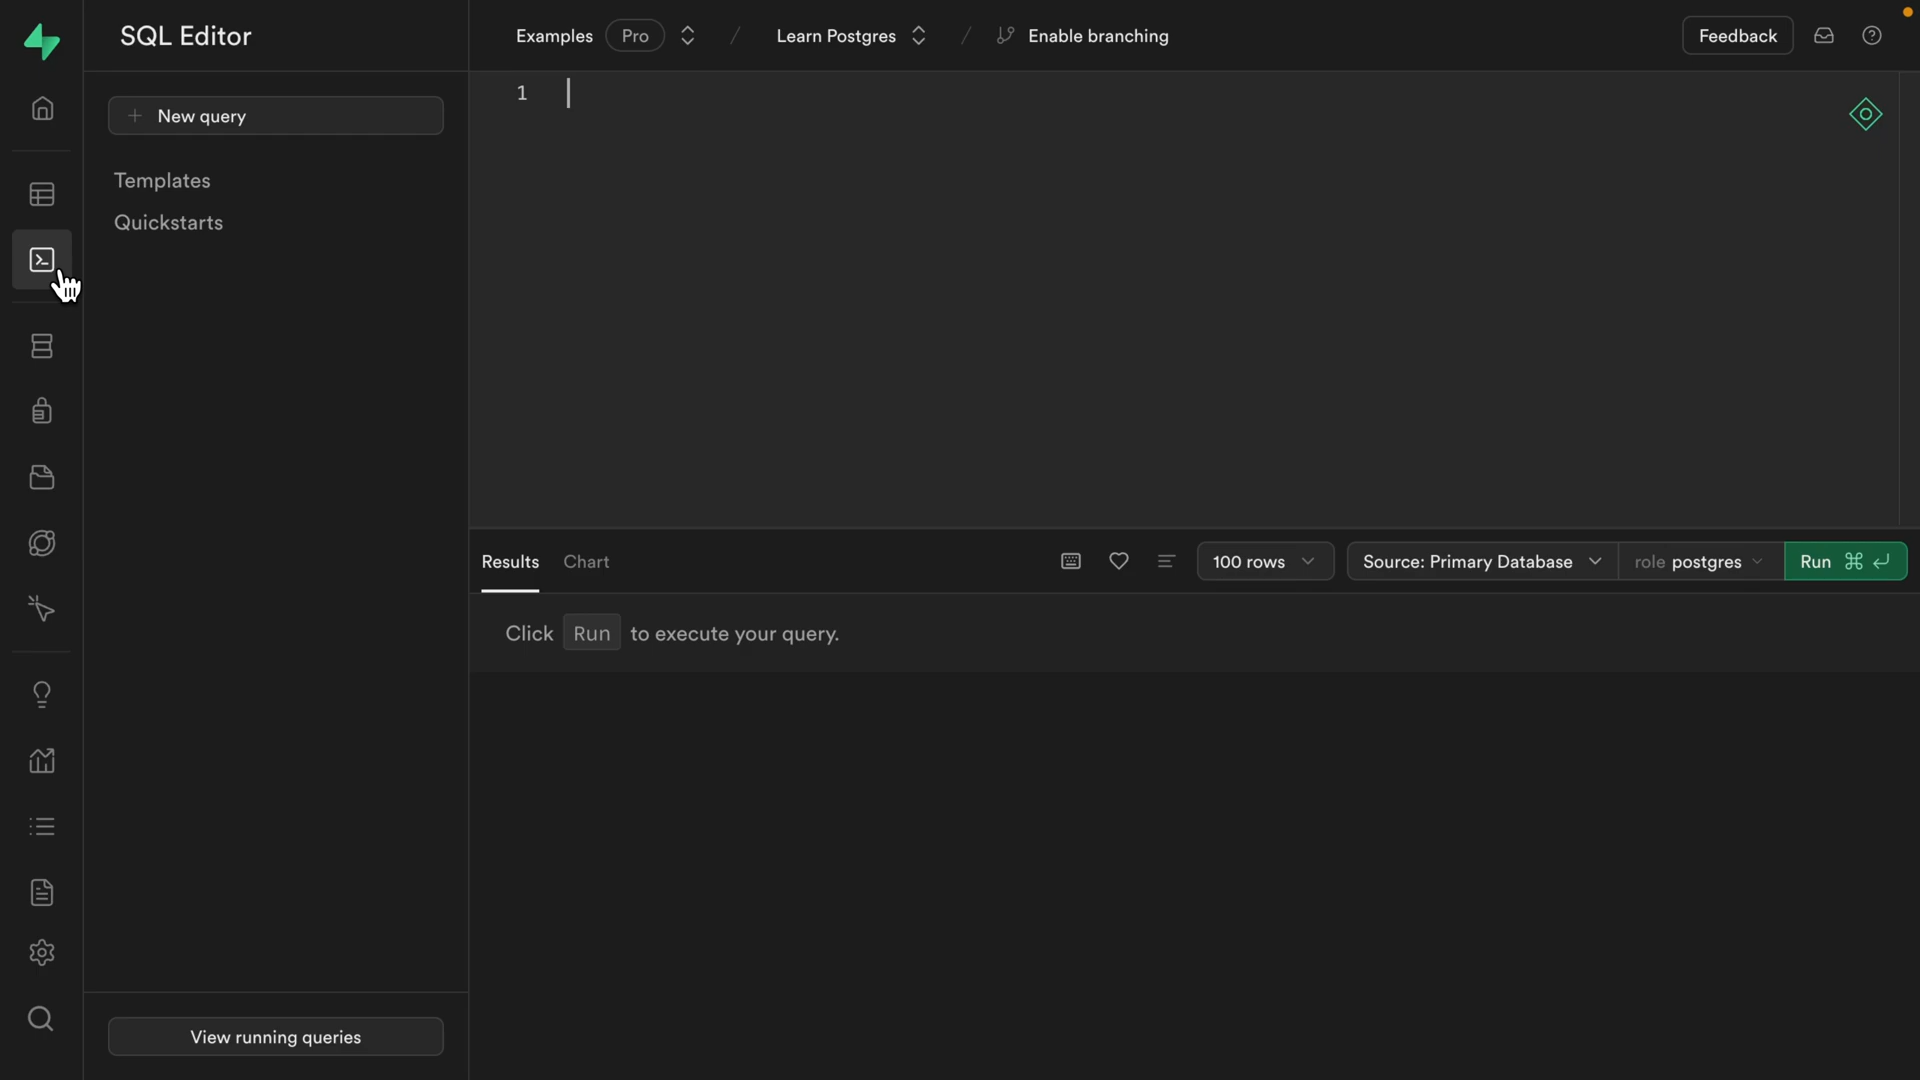 SQL Editor
Examples Pro / Learn Postgres / Enable branching
Feedback
New query
Templates
Quickstarts
View running queries
1
Results Chart
100 rows
Source: Primary Database
role postgres
Run ⌘ ↵
Click Run to execute your query.